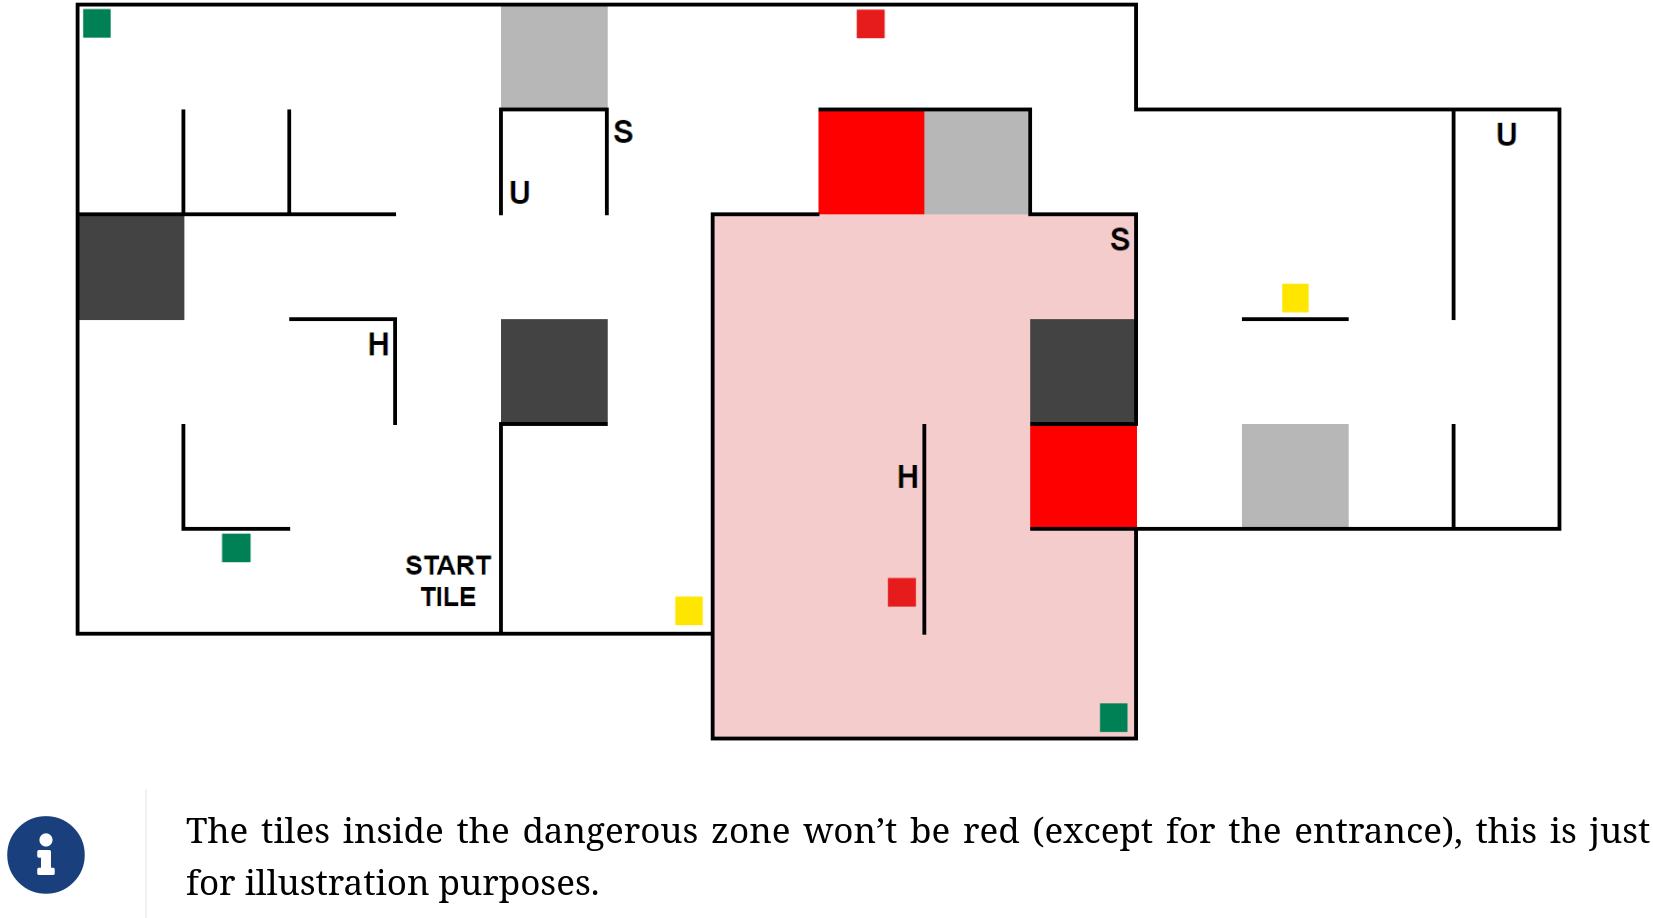 S
U
U
S
H
H
START
TILE
The tiles inside the dangerous zone won’t be red (except for the entrance), this is just
for illustration purposes.